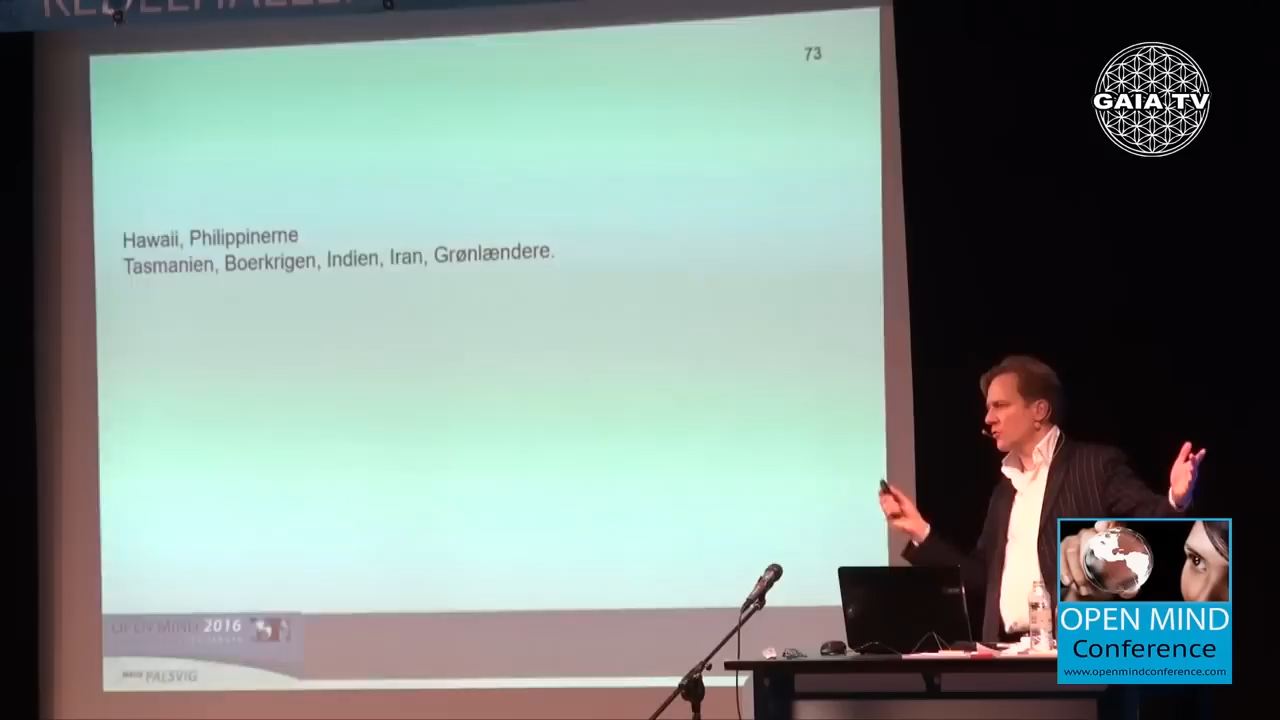 73
GAIA TV
Hawaii, Philippinerne
Tasmanien, Boerkrigen, Indien, Iran, Grønlændere.
OPEN MIND 2016
PALSVIG
OPEN MIND
Conference
www.openmindconference.com